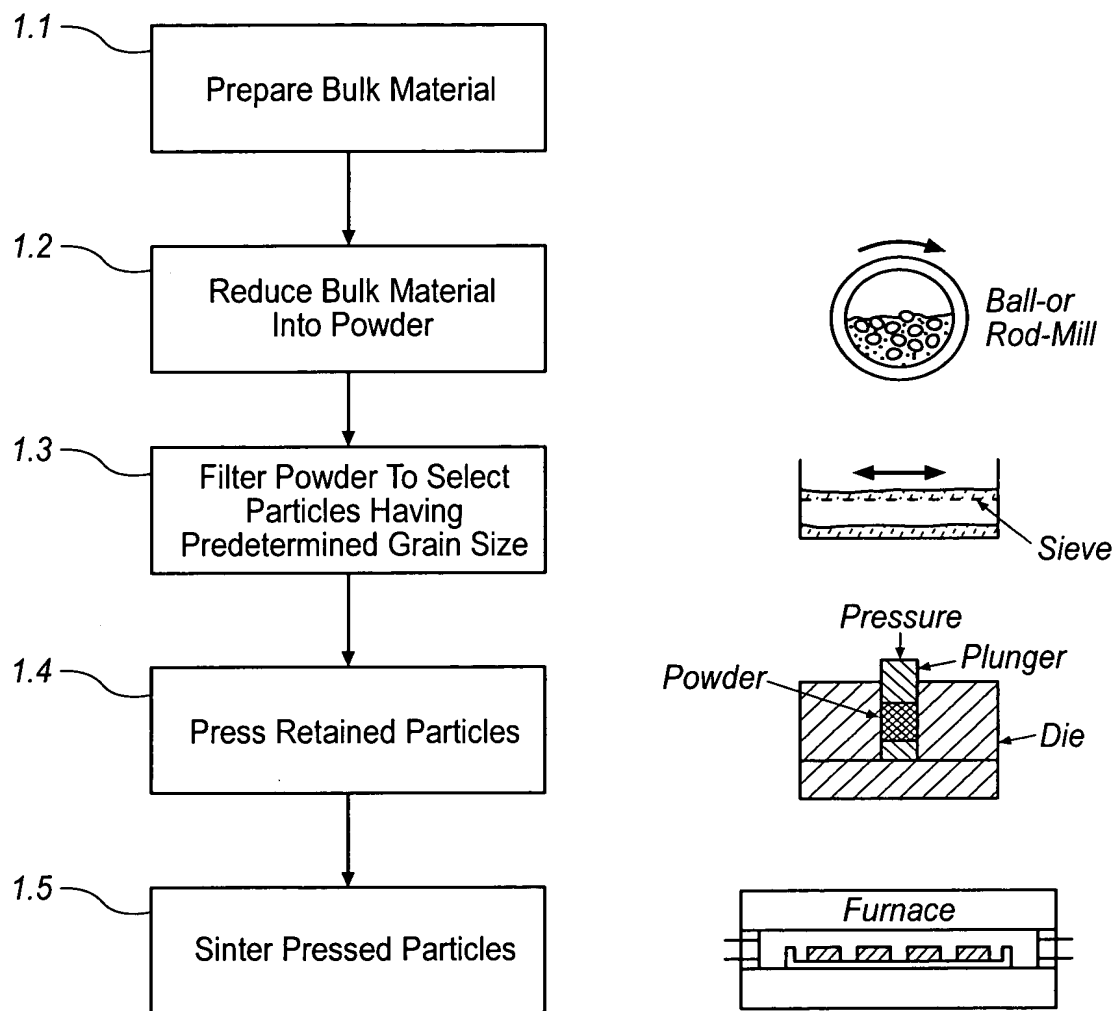 1.1
Prepare Bulk Material
1.2
Reduce Bulk Material
Into Powder
Ball-or
Rod-Mill
1.3
Filter Powder To Select
Particles Having
Predetermined Grain Size
Sieve
1.4
Press Retained Particles
Pressure
Plunger
Powder
Die
1.5
Sinter Pressed Particles
Furnace